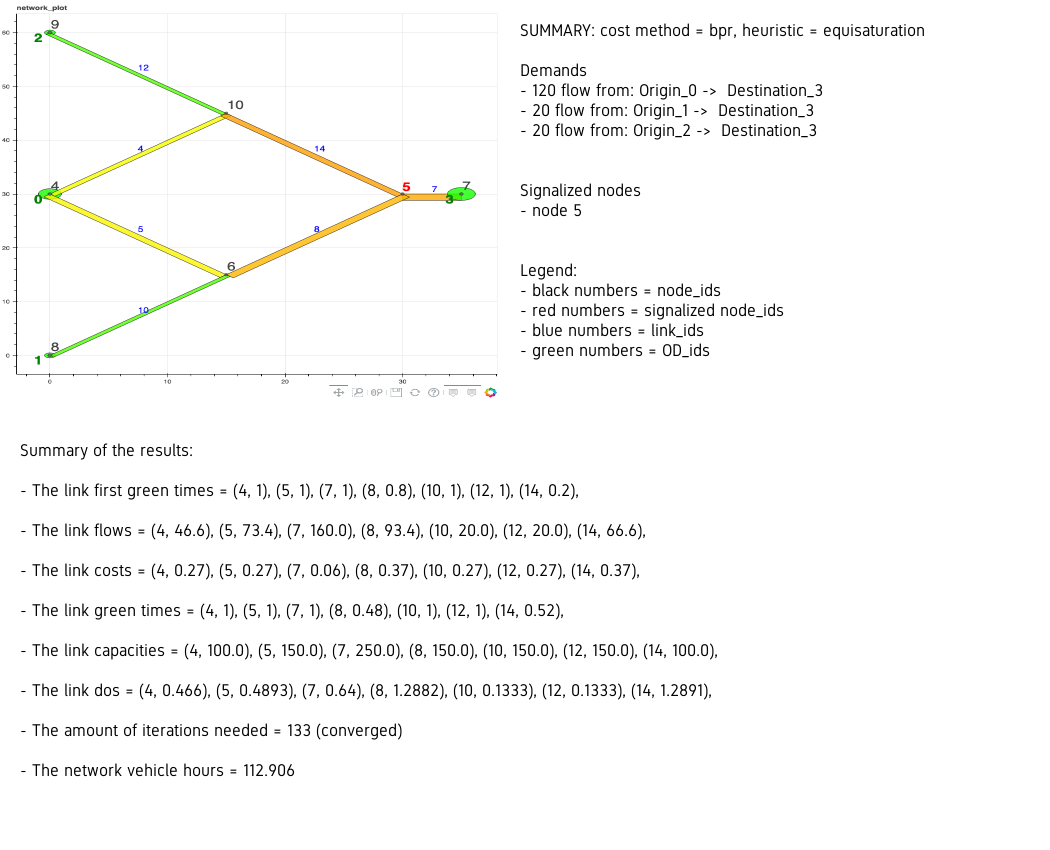 network_plot
SUMMARY: cost method = bpr, heuristic = equisaturation
Demands
- 120 flow from: Origin_0 -> Destination_3
- 20 flow from: Origin_1 -> Destination_3
- 20 flow from: Origin_2 -> Destination_3
Signalized nodes
- node 5
Legend:
- black numbers = node_ids
- red numbers = signalized node_ids
- blue numbers = link_ids
- green numbers = OD_ids
60
50
40
30
20
10
0
9
2
12
10
4
14
4
0
5
7
7
3
5
8
6
10
8
1
0
10
20
30
Summary of the results:
- The link first green times = (4, 1), (5, 1), (7, 1), (8, 0.8), (10, 1), (12, 1), (14, 0.2),
- The link flows = (4, 46.6), (5, 73.4), (7, 160.0), (8, 93.4), (10, 20.0), (12, 20.0), (14, 66.6),
- The link costs = (4, 0.27), (5, 0.27), (7, 0.06), (8, 0.37), (10, 0.27), (12, 0.27), (14, 0.37),
- The link green times = (4, 1), (5, 1), (7, 1), (8, 0.48), (10, 1), (12, 1), (14, 0.52),
- The link capacities = (4, 100.0), (5, 150.0), (7, 250.0), (8, 150.0), (10, 150.0), (12, 150.0), (14, 100.0),
- The link dos = (4, 0.466), (5, 0.4893), (7, 0.64), (8, 1.2882), (10, 0.1333), (12, 0.1333), (14, 1.2891),
- The amount of iterations needed = 133 (converged)
- The network vehicle hours = 112.906